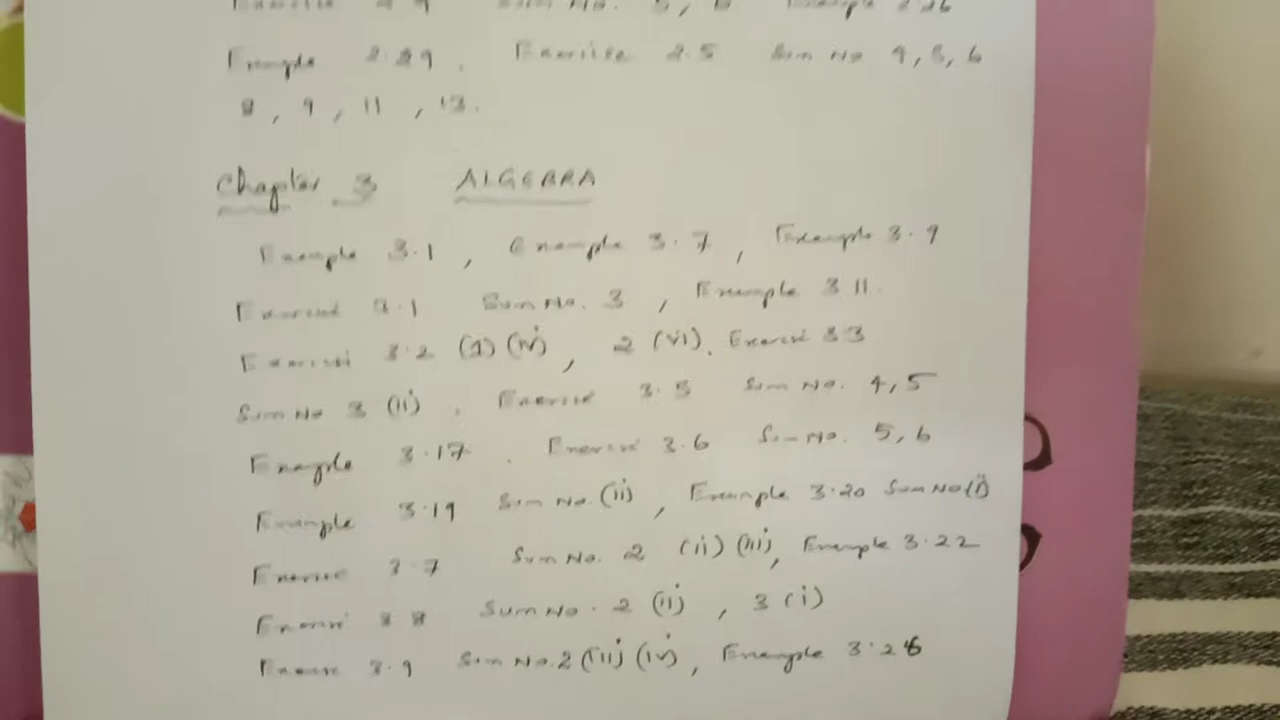 Example 2.26
Example 2.29, Exercise 2.5 Sum No 4, 5, 6
8, 9, 11, 13.
Chapter 3 ALGEBRA
Example 3.1, Example 3.7, Example 3.9
Exercise 3.1 Sum No. 3, Example 3.11.
Exercise 3.2 (1) (iv), 2 (vi). Exercise 3.3
Sum No 3 (ii). Exercise 3.5 Sum No. 4,5
Example 3.17. Exercise 3.6 Sum No. 5,6
Example 3.19 Sum No. (ii), Example 3.20 Sum No (i)
Exercise 3.7 Sum No. 2 (ii) (iii), Example 3.22
Exercise 3.8 Sum No. 2 (ii), 3 (i)
Exercise 3.9 Sum No. 2 (iii) (iv), Example